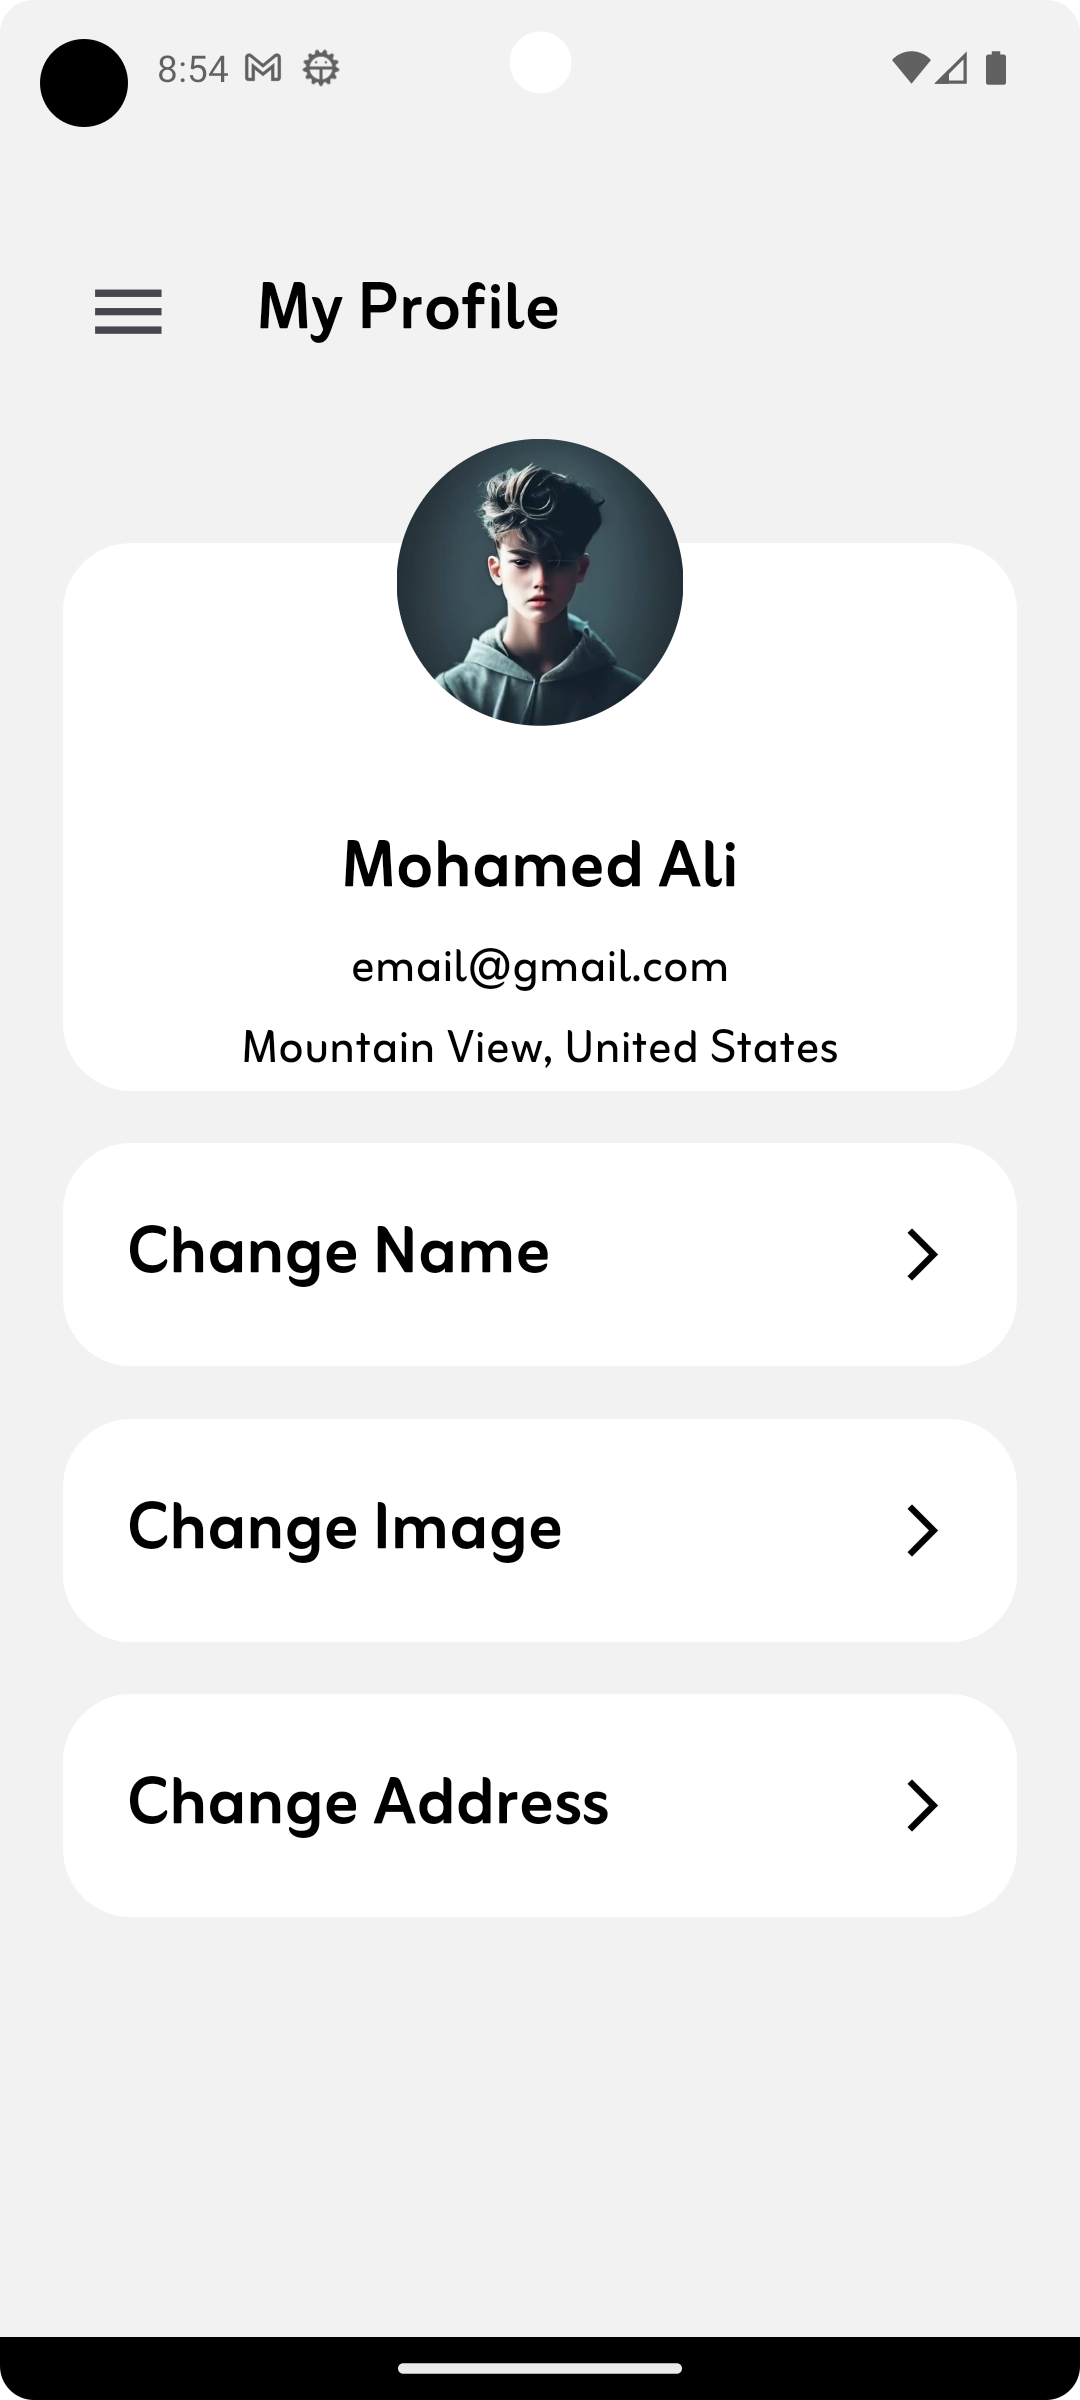 8:54
My Profile
Mohamed Ali
email@gmail.com
Mountain View, United States
Change Name
Change Image
Change Address